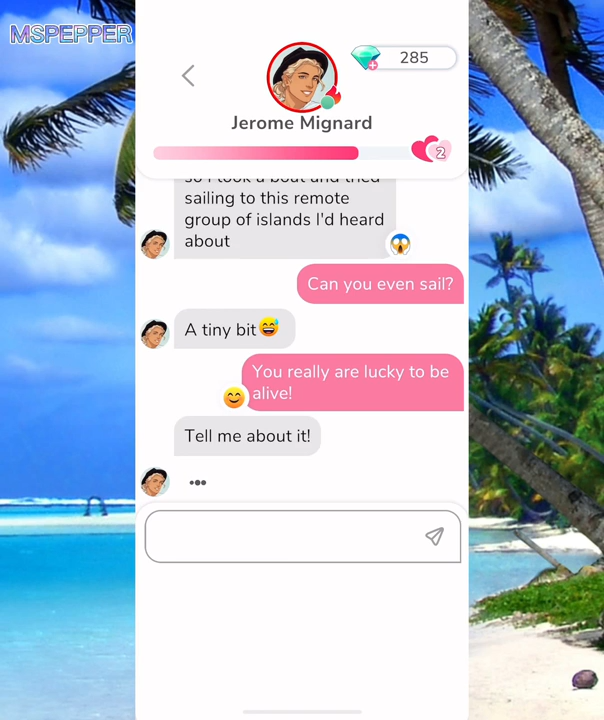 MSPEPPER
285
Jerome Mignard
2
so I took a boat and tried
sailing to this remote
group of islands I'd heard
about
Can you even sail?
A tiny bit😅
You really are lucky to be
alive!
Tell me about it!